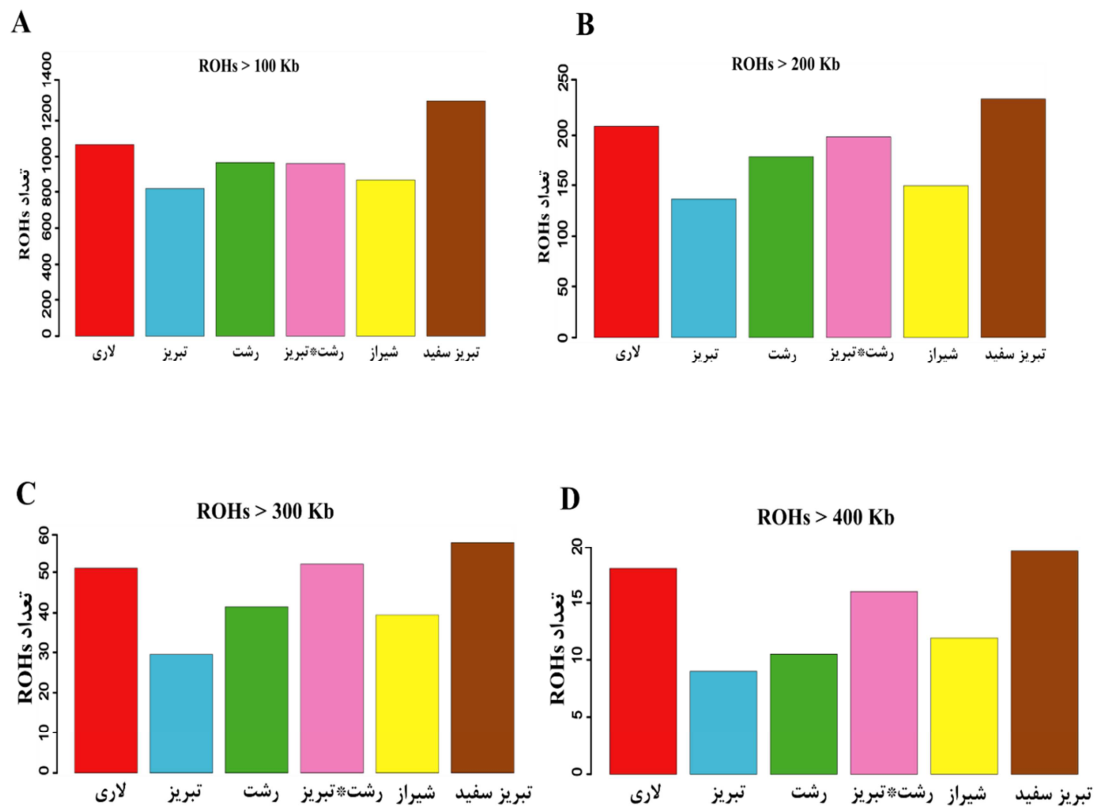 A
ROHs > 100 Kb
تعداد ROHs
1400
1200
1000
800
600
400
200
0
لاری
تبریز
رشت
رشت*تبریز
شیراز
تبریز سفید
B
ROHs > 200 Kb
تعداد ROHs
250
200
150
100
50
0
لاری
تبریز
رشت
رشت*تبریز
شیراز
تبریز سفید
C
ROHs > 300 Kb
تعداد ROHs
60
50
40
30
20
10
0
لاری
تبریز
رشت
رشت*تبریز
شیراز
تبریز سفید
D
ROHs > 400 Kb
تعداد ROHs
20
15
10
5
0
لاری
تبریز
رشت
رشت*تبریز
شیراز
تبریز سفید